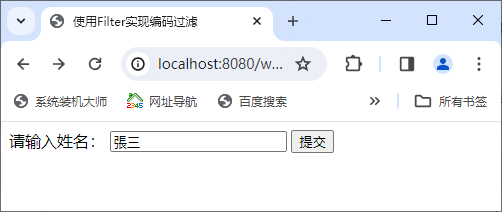 使用Filter实现编码过滤
localhost:8080/w...
系统装机大师 2345 网址导航 百度搜索 » 所有书签
请输入姓名： 張三 提交